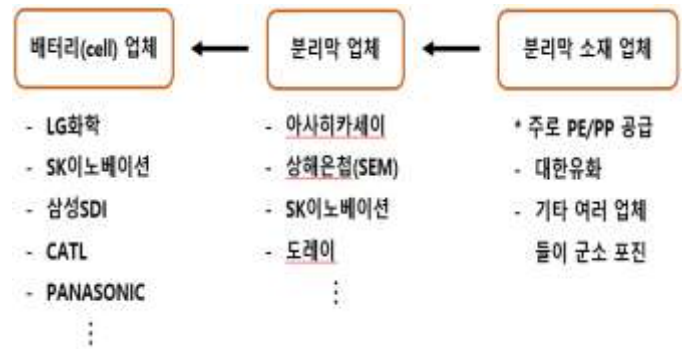 배터리(cell) 업체
분리막 업체
분리막 소재 업체
- LG화학
- SK이노베이션
- 삼성SDI
- CATL
- PANASONIC
⋮
- 아사히카세이
- 상해은첩(SEM)
- SK이노베이션
- 도레이
⋮
* 주로 PE/PP 공급
- 대한유화
- 기타 여러 업체
들이 군소 포진